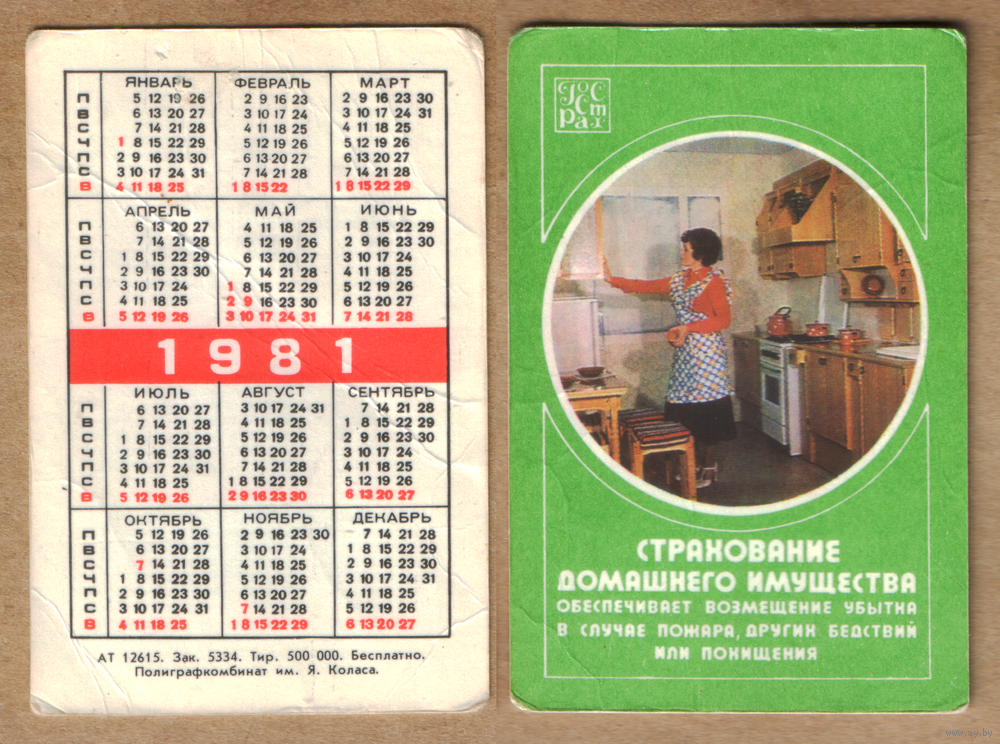 ЯНВАРЬ ФЕВРАЛЬ МАРТ
П 5 12 19 26 2 9 16 23 2 9 16 23 30
В 6 13 20 27 3 10 17 24 3 10 17 24 31
С 7 14 21 28 4 11 18 25 4 11 18 25
Ч 1 8 15 22 29 5 12 19 26 5 12 19 26
П 2 9 16 23 30 6 13 20 27 6 13 20 27
С 3 10 17 24 31 7 14 21 28 7 14 21 28
В 4 11 18 25 1 8 15 22 1 8 15 22 29
АПРЕЛЬ МАЙ ИЮНЬ
П 6 13 20 27 4 11 18 25 1 8 15 22 29
В 7 14 21 28 5 12 19 26 2 9 16 23 30
С 1 8 15 22 29 6 13 20 27 3 10 17 24
Ч 2 9 16 23 30 7 14 21 28 4 11 18 25
П 3 10 17 24 1 8 15 22 29 5 12 19 26
С 4 11 18 25 2 9 16 23 30 6 13 20 27
В 5 12 19 26 3 10 17 24 31 7 14 21 28
1981
ИЮЛЬ АВГУСТ СЕНТЯБРЬ
П 6 13 20 27 3 10 17 24 31 7 14 21 28
В 7 14 21 28 4 11 18 25 1 8 15 22 29
С 1 8 15 22 29 5 12 19 26 2 9 16 23 30
Ч 2 9 16 23 30 6 13 20 27 3 10 17 24
П 3 10 17 24 31 7 14 21 28 4 11 18 25
С 4 11 18 25 1 8 15 22 29 5 12 19 26
В 5 12 19 26 2 9 16 23 30 6 13 20 27
ОКТЯБРЬ НОЯБРЬ ДЕКАБРЬ
П 5 12 19 26 2 9 16 23 30 7 14 21 28
В 6 13 20 27 3 10 17 24 1 8 15 22 29
С 7 14 21 28 4 11 18 25 2 9 16 23 30
Ч 1 8 15 22 29 5 12 19 26 3 10 17 24 31
П 2 9 16 23 30 6 13 20 27 4 11 18 25
С 3 10 17 24 31 7 14 21 28 5 12 19 26
В 4 11 18 25 1 8 15 22 29 6 13 20 27
АТ 12615. Зак. 5334. Тир. 500 000. Бесплатно.
Полиграфкомбинат им. Я. Коласа.
Гос
Ст
рах
СТРАХОВАНИЕ
ДОМАШНЕГО ИМУЩЕСТВА
ОБЕСПЕЧИВАЕТ ВОЗМЕЩЕНИЕ УБЫТКА
В СЛУЧАЕ ПОЖАРА, ДРУГИХ БЕДСТВИЙ
ИЛИ ПОХИЩЕНИЯ
www.ay.by